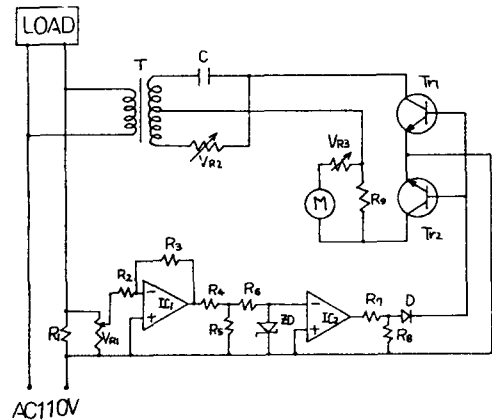 LOAD
T
C
Tr1
VR2
VR3
M
R9
Tr2
R3
R2
IC1
R4
R6
R7
D
R1
VR1
R5
ZD
IC2
R8
AC110V